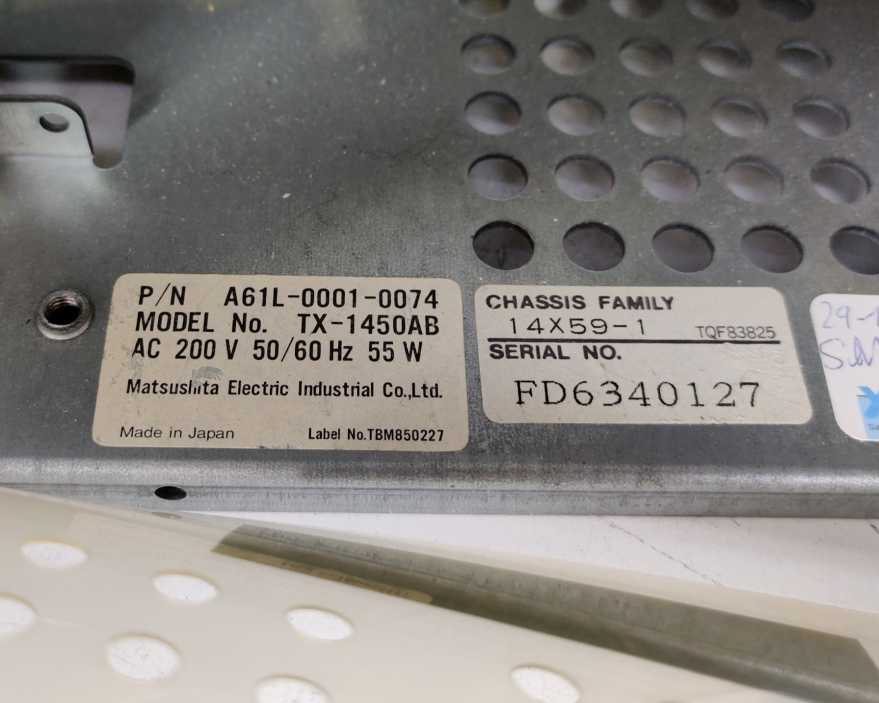 P/N A61L-0001-0074
MODEL No. TX-1450AB
AC 200 V 50/60 Hz 55 W
Matsushita Electric Industrial Co.,Ltd.
Made in Japan Label No.TBM850227
CHASSIS FAMILY
14X59-1 TQF83825
SERIAL NO.
FD6340127